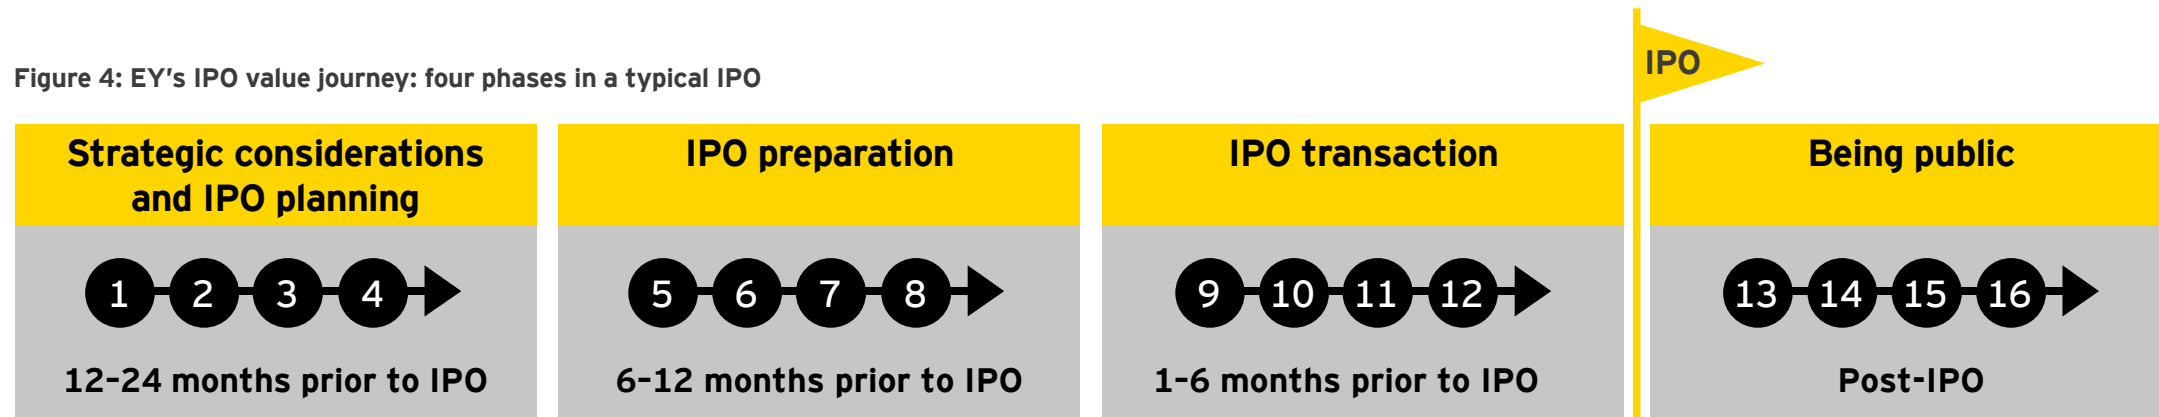 IPO
Figure 4: EY's IPO value journey: four phases in a typical IPO
Strategic considerations
and IPO planning
1 2 3 4
12–24 months prior to IPO
IPO preparation
5 6 7 8
6–12 months prior to IPO
IPO transaction
9 10 11 12
1–6 months prior to IPO
Being public
13 14 15 16
Post-IPO